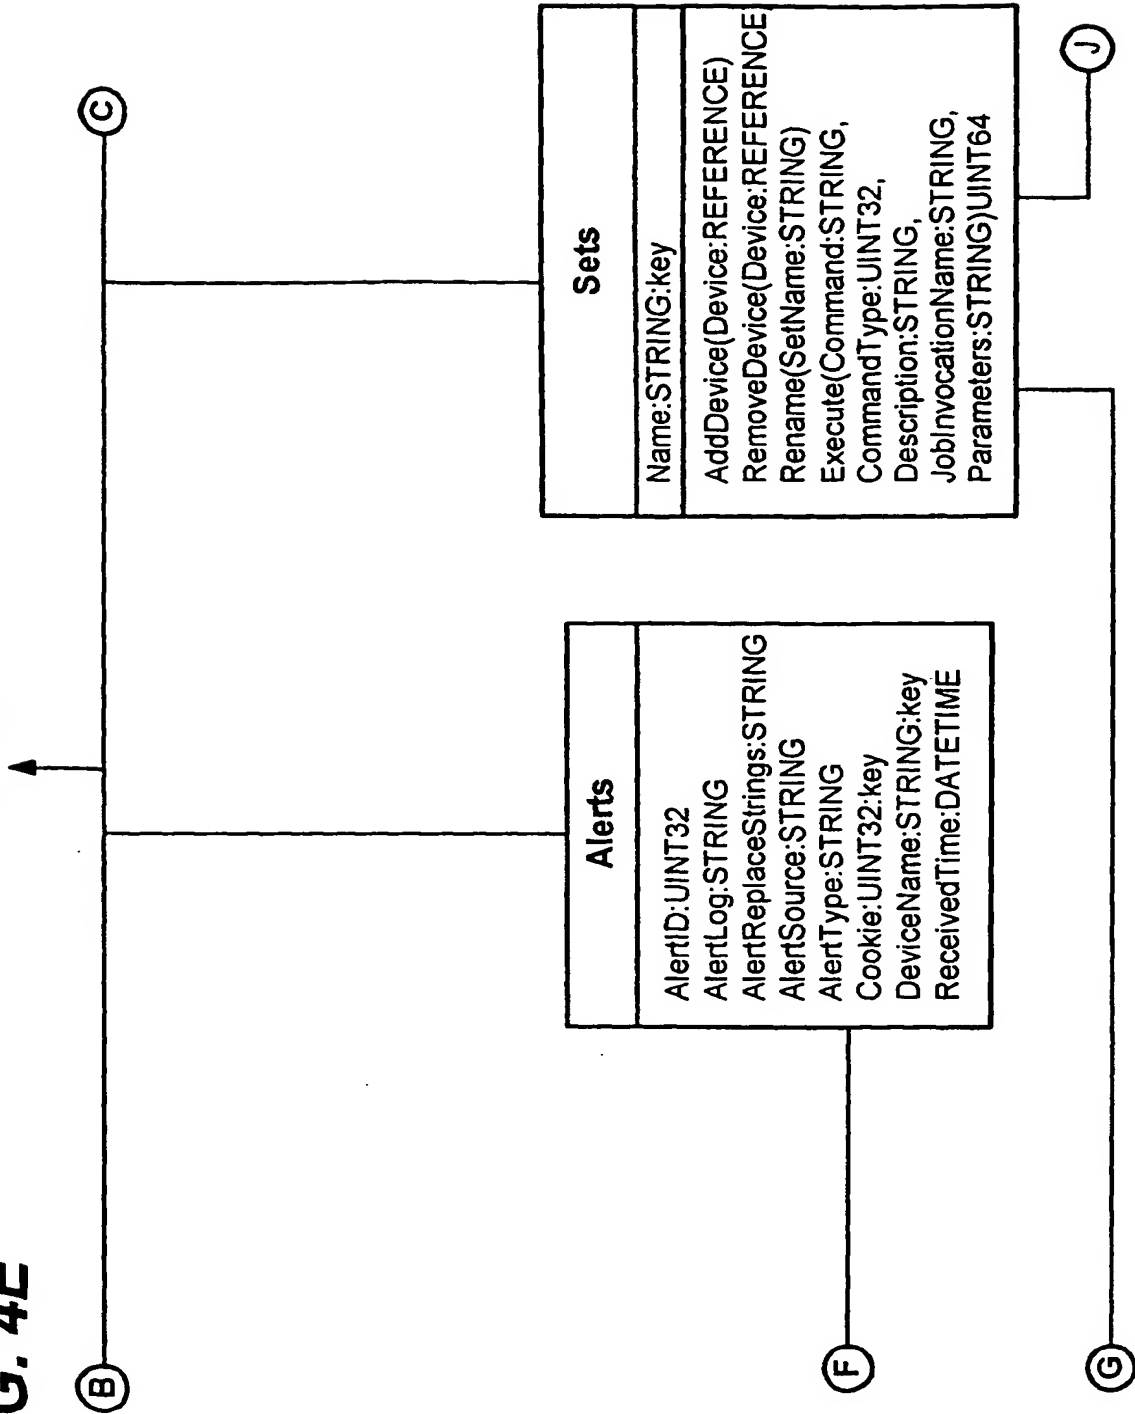 G. 4E
B
C
Alerts
AlertID:UINT32
AlertLog:STRING
AlertReplaceStrings:STRING
AlertSource:STRING
AlertType:STRING
Cookie:UINT32:key
DeviceName:STRING:key
ReceivedTime:DATETIME
Sets
Name:STRING:key
AddDevice(Device:REFERENCE)
RemoveDevice(Device:REFERENCE
Rename(SetName:STRING)
Execute(Command:STRING,
CommandType:UINT32,
Description:STRING,
JobInvocationName:STRING,
Parameters:STRING)UINT64
F
J
G